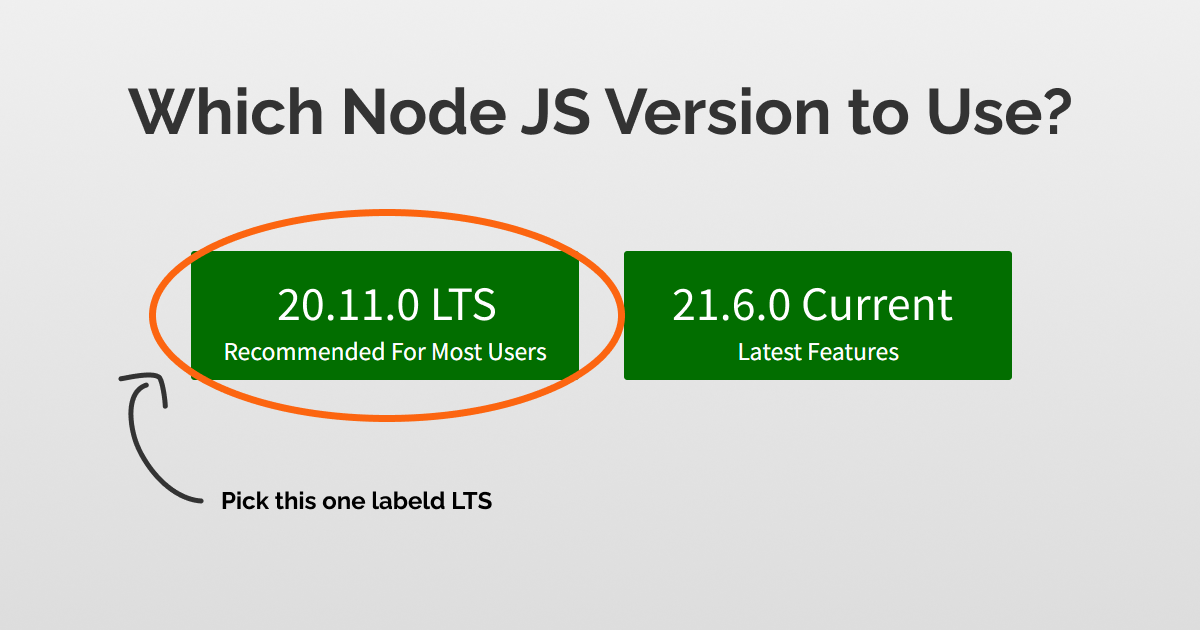 Which Node JS Version to Use?
20.11.0 LTS
Recommended For Most Users
21.6.0 Current
Latest Features
Pick this one labeld LTS